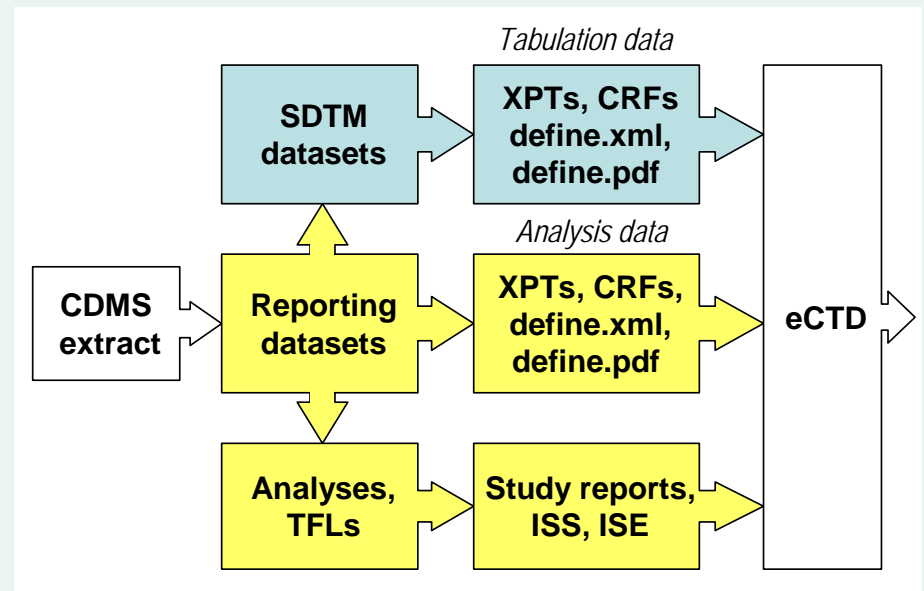 Tabulation data
SDTM
datasets
XPTs, CRFs
define.xml,
define.pdf
Analysis data
CDMS
extract
Reporting
datasets
XPTs, CRFs,
define.xml,
define.pdf
eCTD
Analyses,
TFLs
Study reports,
ISS, ISE